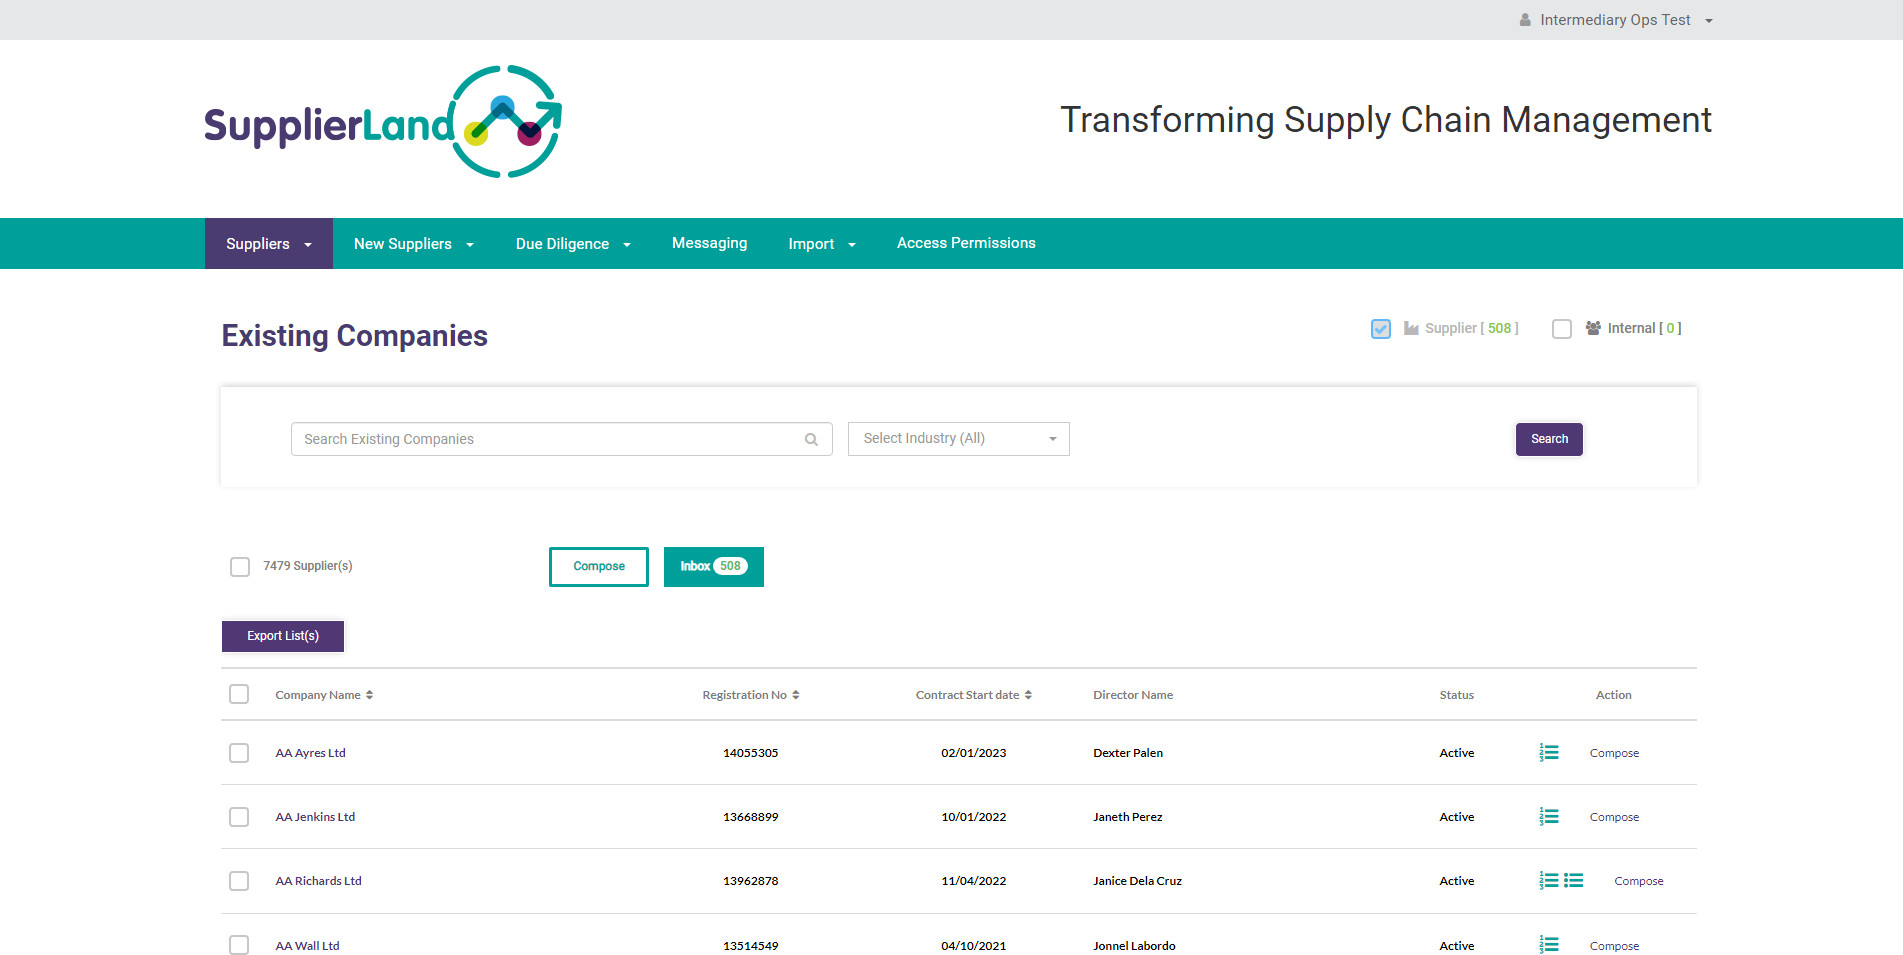 Intermediary Ops Test
SupplierLand
Transforming Supply Chain Management
Suppliers New Suppliers Due Diligence Messaging Import Access Permissions
Existing Companies
Supplier [ 508 ] Internal [ 0 ]
Search Existing Companies Select Industry (All) Search
7479 Supplier(s) Compose Inbox 508
Export List(s)
Company Name Registration No Contract Start date Director Name Status Action
AA Ayres Ltd 14055305 02/01/2023 Dexter Palen Active Compose
AA Jenkins Ltd 13668899 10/01/2022 Janeth Perez Active Compose
AA Richards Ltd 13962878 11/04/2022 Janice Dela Cruz Active Compose
AA Wall Ltd 13514549 04/10/2021 Jonnel Labordo Active Compose